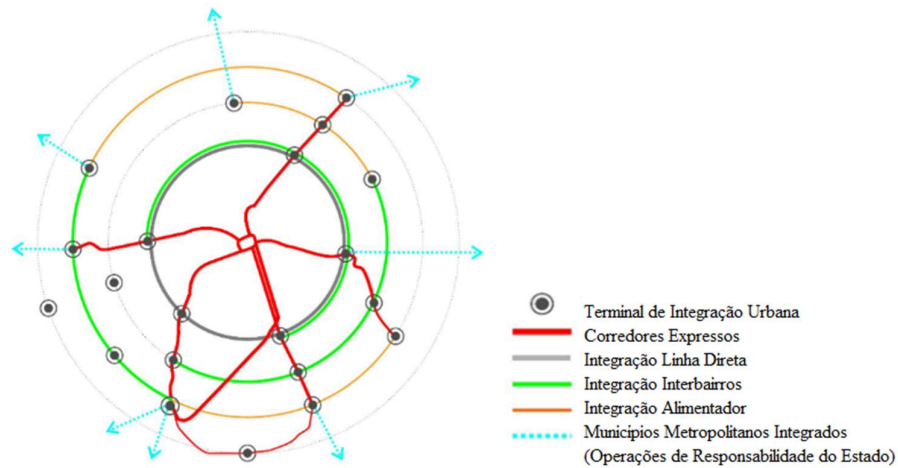 Terminal de Integração Urbana
Corredores Expressos
Integração Linha Direta
Integração Interbairros
Integração Alimentador
Municípios Metropolitanos Integrados
(Operações de Responsabilidade do Estado)